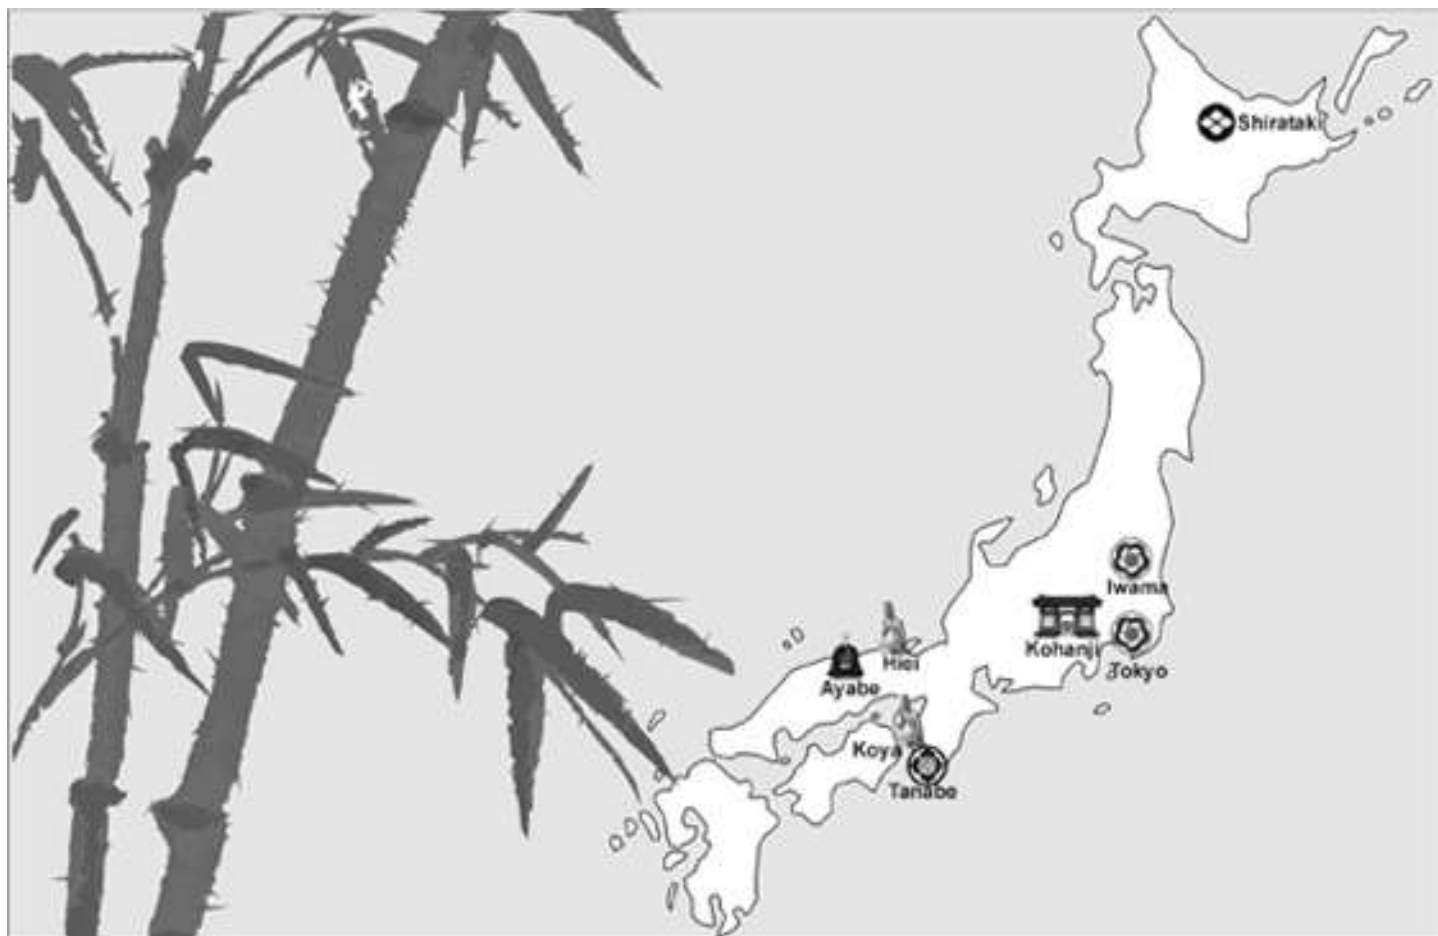 Shirataki
Iwama
Kohanji
Tokyo
Hiei
Ayabe
Koya
Tanabe